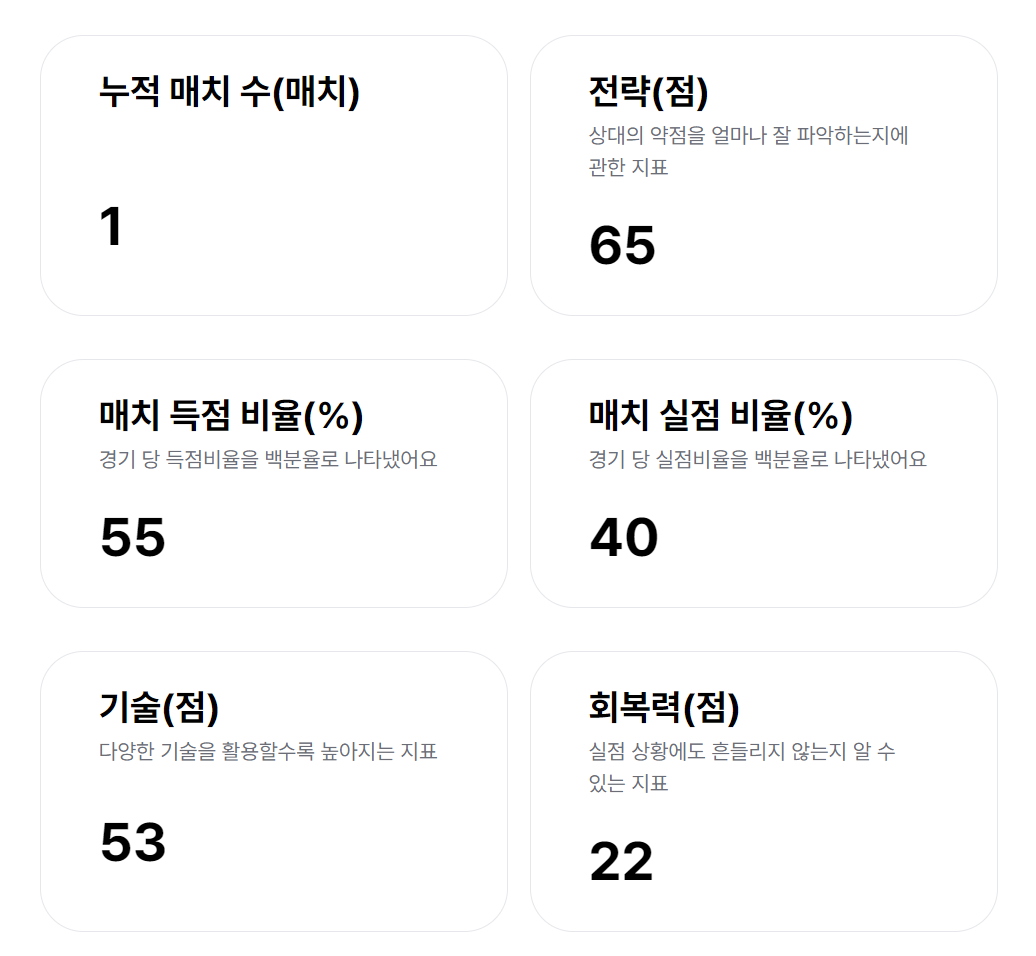 누적 매치 수(매치)
1
전략(점)
상대의 약점을 얼마나 잘 파악하는지에
관한 지표
65
매치 득점 비율(%)
경기 당 득점비율을 백분율로 나타냈어요
55
매치 실점 비율(%)
경기 당 실점비율을 백분율로 나타냈어요
40
기술(점)
다양한 기술을 활용할수록 높아지는 지표
53
회복력(점)
실점 상황에도 흔들리지 않는지 알 수
있는 지표
22